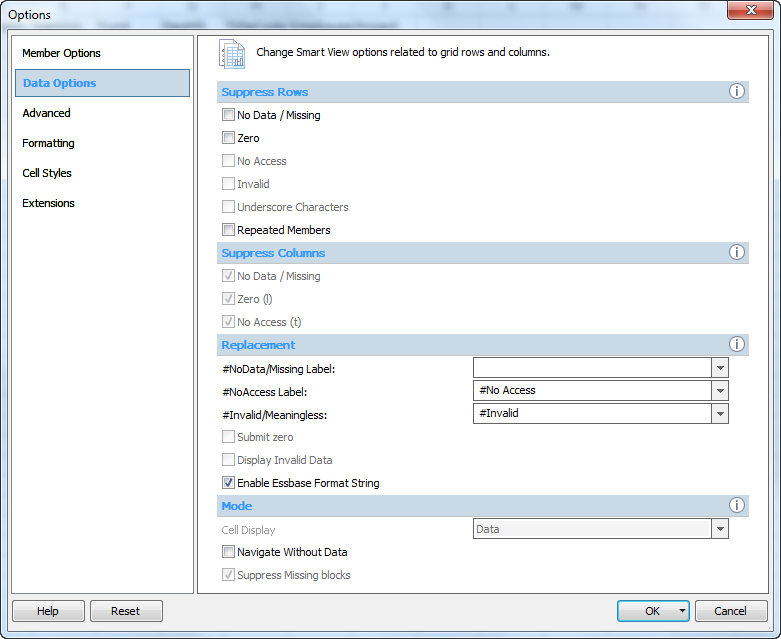 Options
Member Options
Data Options
Advanced
Formatting
Cell Styles
Extensions
Change Smart View options related to grid rows and columns.
Suppress Rows
No Data / Missing
Zero
No Access
Invalid
Underscore Characters
Repeated Members
Suppress Columns
No Data / Missing
Zero (l)
No Access (t)
Replacement
#NoData/Missing Label:
#NoAccess Label: #No Access
#Invalid/Meaningless: #Invalid
Submit zero
Display Invalid Data
Enable Essbase Format String
Mode
Cell Display Data
Navigate Without Data
Suppress Missing blocks
Help Reset OK Cancel